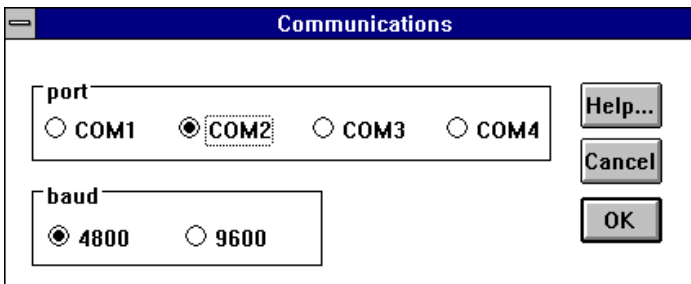 Communications
port
COM1 COM2 COM3 COM4
Help...
Cancel
baud
4800 9600
OK